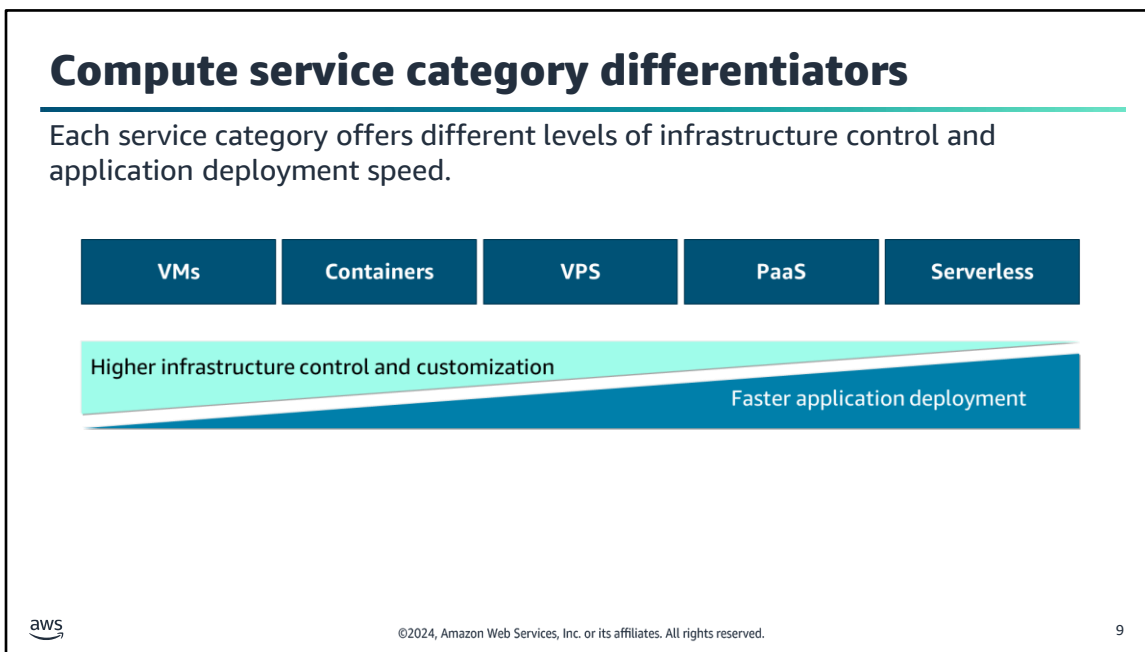 Compute service category differentiators
Each service category offers different levels of infrastructure control and
application deployment speed.
VMs
Containers
VPS
PaaS
Serverless
Higher infrastructure control and customization
Faster application deployment
aws
©2024, Amazon Web Services, Inc. or its affiliates. All rights reserved.
9